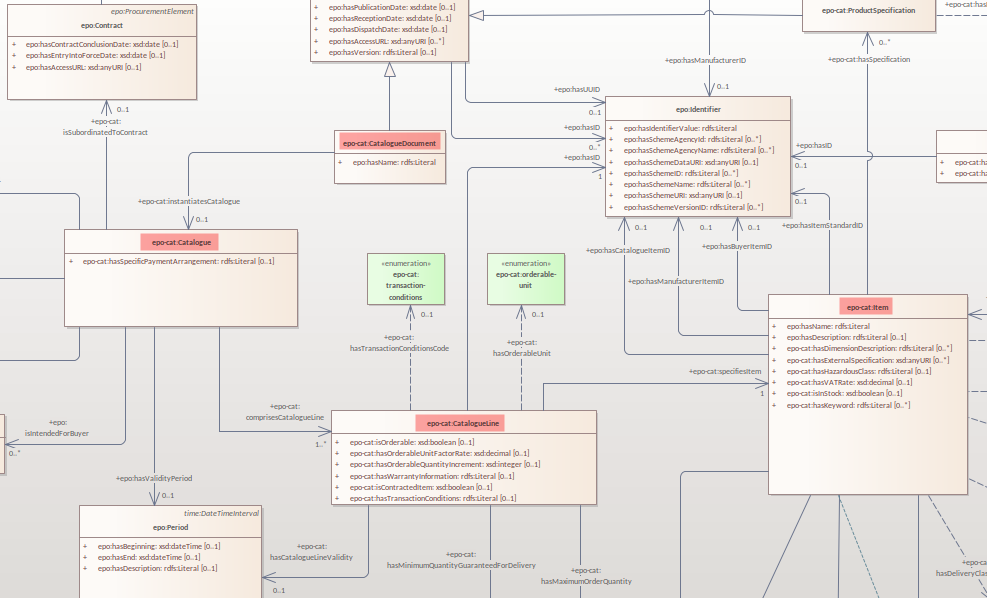 epo:ProcurementElement
epo:Contract
+ epo:hasContractConclusionDate: xsd:date [0..1]
+ epo:hasEntryIntoForceDate: xsd:date [0..1]
+ epo:hasAccessURL: xsd:anyURI [0..1]
+ epo:hasPublicationDate: xsd:date [0..1]
+ epo:hasReceptionDate: xsd:date [0..1]
+ epo:hasDispatchDate: xsd:date [0..1]
+ epo:hasAccessURL: xsd:anyURI [0..*]
+ epo:hasVersion: rdfs:Literal [0..1]
epo-cat:ProductSpecification
+epo-cat:has
0..*
+epo-cat:hasSpecification
+epo:hasManufacturerID
0..1
+epo:hasUUID
0..1
+epo:hasID
0..*
+epo:hasID
1
epo:Identifier
+ epo:hasIdentifierValue: rdfs:Literal
+ epo:hasSchemeAgencyId: rdfs:Literal [0..*]
+ epo:hasSchemeAgencyName: rdfs:Literal [0..*]
+ epo:hasSchemeDataURI: xsd:anyURI [0..1]
+ epo:hasSchemeID: rdfs:Literal [0..*]
+ epo:hasSchemeName: rdfs:Literal [0..*]
+ epo:hasSchemeURI: xsd:anyURI [0..1]
+ epo:hasSchemeVersionID: rdfs:Literal [0..*]
+epo:hasID
0..1
+ epo-cat:ha
+ epo-cat:ha
0..1
+epo:hasItemStandardID
0..1
+epo-cat:
isSubordinatedToContract
epo-cat:CatalogueDocument
+ epo:hasName: rdfs:Literal
+epo-cat:instantiatesCatalogue
0..1
epo-cat:Catalogue
+ epo-cat:hasSpecificPaymentArrangement: rdfs:Literal [0..1]
«enumeration»
epo-cat:
transaction-
conditions
0..1
«enumeration»
epo-cat:orderable-
unit
0..1
0..1
0..1
0..1
+epo:hasCatalogueItemID
+epo:hasBuyerItemID
+epo:hasManufacturerItemID
+epo-cat:
hasTransactionConditionsCode
+epo-cat:
hasOrderableUnit
epo-cat:Item
+ epo:hasName: rdfs:Literal
+ epo:hasDescription: rdfs:Literal [0..1]
+ epo-cat:hasDimensionDescription: rdfs:Literal [0..*]
+ epo-cat:hasExternalSpecification: xsd:anyURI [0..*]
+ epo-cat:hasHazardousClass: rdfs:Literal [0..1]
+ epo-cat:hasVATRate: xsd:decimal [0..1]
+ epo-cat:isInStock: xsd:boolean [0..1]
+ epo-cat:hasKeyword: rdfs:Literal [0..*]
+epo-cat:specifiesItem
1
+epo-cat:
comprisesCatalogueLine
1..*
epo-cat:CatalogueLine
+ epo-cat:isOrderable: xsd:boolean [0..1]
+ epo-cat:hasOrderableUnitFactorRate: xsd:decimal [0..1]
+ epo-cat:hasOrderableQuantityIncrement: xsd:integer [0..1]
+ epo-cat:hasWarrantyInformation: rdfs:Literal [0..1]
+ epo-cat:isContractedItem: xsd:boolean [0..1]
+ epo-cat:hasTransactionConditions: rdfs:Literal [0..1]
+epo:
isIntendedForBuyer
0..*
+epo:hasValidityPeriod
0..1
time:DateTimeInterval
epo:Period
+ epo:hasBeginning: xsd:dateTime [0..1]
+ epo:hasEnd: xsd:dateTime [0..1]
+ epo:hasDescription: rdfs:Literal [0..1]
+epo-cat:
hasCatalogueLineValidity
0..1
+epo-cat:
hasMinimumQuantityGuaranteedForDelivery
+epo-cat:
hasMaximumOrderQuantity
+epo-ca
hasDeliveryClas